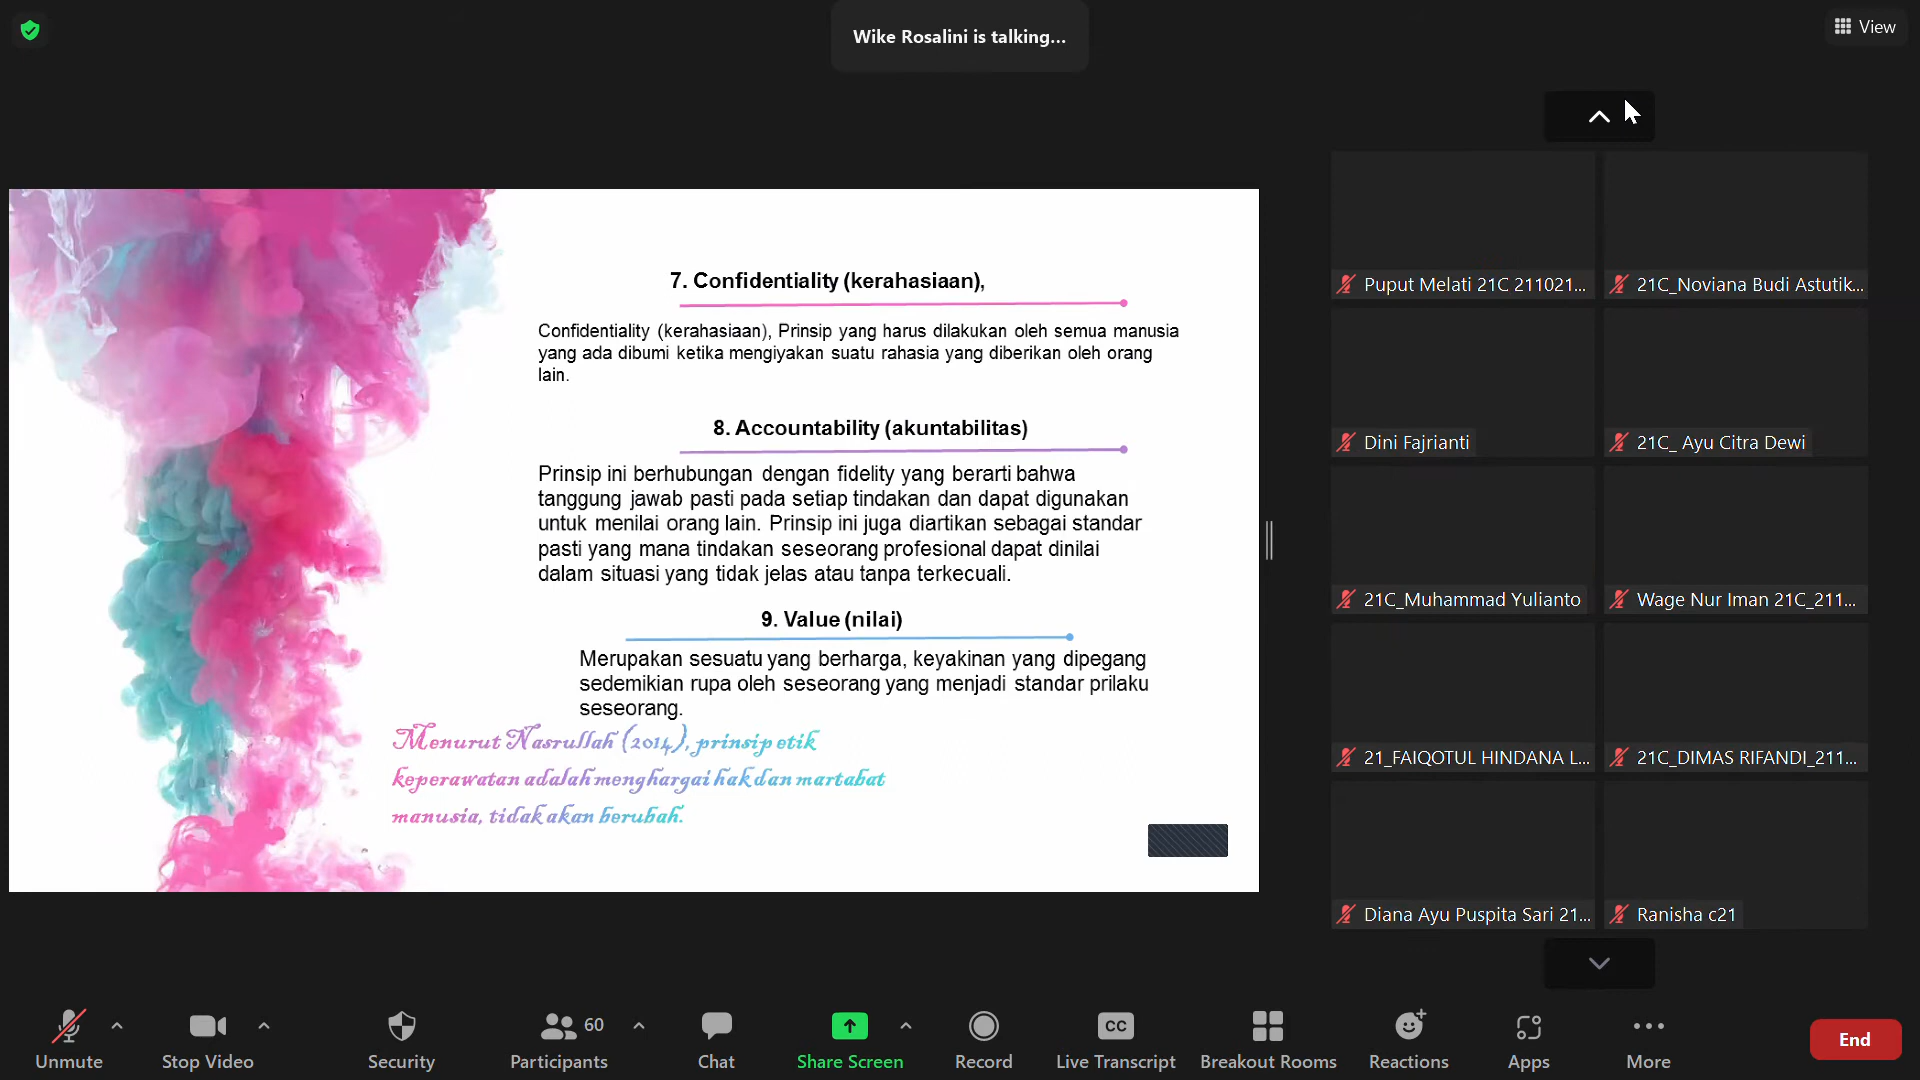 Wike Rosalini is talking...
View
7. Confidentiality (kerahasiaan),
Confidentiality (kerahasiaan), Prinsip yang harus dilakukan oleh semua manusia
yang ada dibumi ketika mengiyakan suatu rahasia yang diberikan oleh orang
lain.
8. Accountability (akuntabilitas)
Prinsip ini berhubungan dengan fidelity yang berarti bahwa
tanggung jawab pasti pada setiap tindakan dan dapat digunakan
untuk menilai orang lain. Prinsip ini juga diartikan sebagai standar
pasti yang mana tindakan seseorang profesional dapat dinilai
dalam situasi yang tidak jelas atau tanpa terkecuali.
9. Value (nilai)
Merupakan sesuatu yang berharga, keyakinan yang dipegang
sedemikian rupa oleh seseorang yang menjadi standar prilaku
seseorang.
Menurut Nasrullah (2014), prinsip etik
keperawatan adalah menghargai hak dan martabat
manusia, tidak akan berubah.
Puput Melati 21C 211021...
21C_Noviana Budi Astutik...
Dini Fajrianti
21C_ Ayu Citra Dewi
21C_Muhammad Yulianto
Wage Nur Iman 21C_211...
21_FAIQOTUL HINDANA L...
21C_DIMAS RIFANDI_211...
Diana Ayu Puspita Sari 21...
Ranisha c21
Unmute
Stop Video
Security
60
Participants
Chat
Share Screen
Record
CC
Live Transcript
Breakout Rooms
Reactions
Apps
More
End